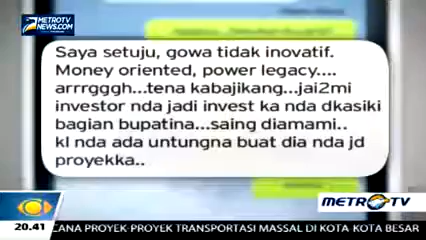 METROTV
NEWS.COM
Saya setuju, gowa tidak inovatif.
Money oriented, power legacy....
arrrgggh...tena kabajikang...jai2mi
investor nda jadi invest ka nda dkasiki
bagian bupatina...saing diamami..
kl nda ada untungna buat dia nda jd
proyekka..
METRO TV
20.41
CANA PROYEK-PROYEK TRANSPORTASI MASSAL DI KOTA KOTA BESAR